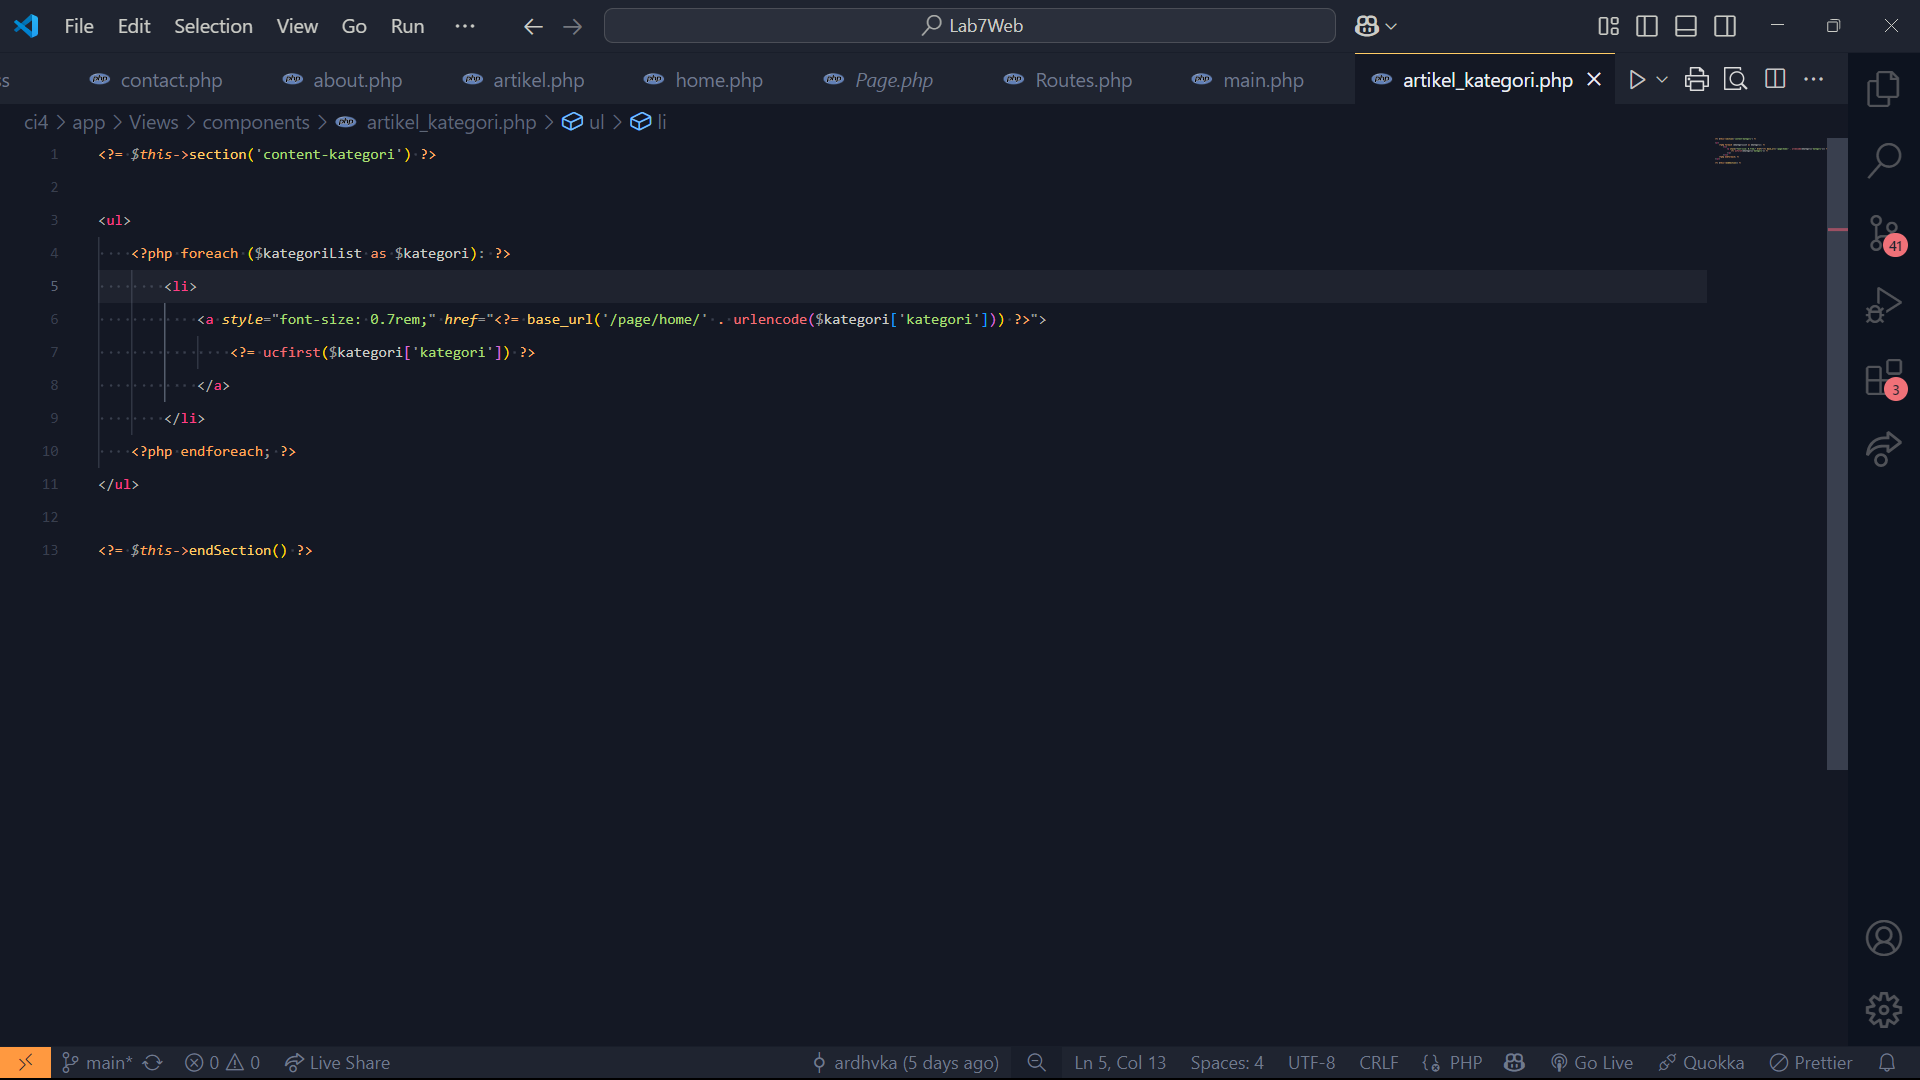 File Edit Selection View Go Run ··· Lab7Web
s contact.php about.php artikel.php home.php Page.php Routes.php main.php artikel_kategori.php
ci4 > app > Views > components > artikel_kategori.php > ul > li
1 <?= $this->section('content-kategori') ?>
2
3 <ul>
4 <?php foreach ($kategoriList as $kategori): ?>
5 <li>
6 <a style="font-size: 0.7rem;" href="<?= base_url('/page/home/' . urlencode($kategori['kategori'])) ?>">
7 <?= ucfirst($kategori['kategori']) ?>
8 </a>
9 </li>
10 <?php endforeach; ?>
11 </ul>
12
13 <?= $this->endSection() ?>
41
3
main* 0 0 Live Share ardhvka (5 days ago) Ln 5, Col 13 Spaces: 4 UTF-8 CRLF {} PHP Go Live Quokka Prettier